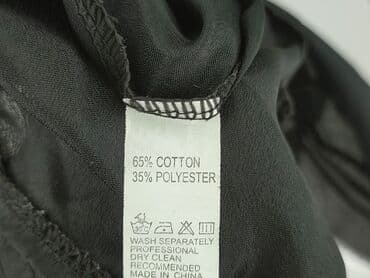 65% COTTON
35% POLYESTER
WASH SEPARATELY
PROFESSIONAL
DRY CLEAN
RECOMMENDED
MADE IN CHINA